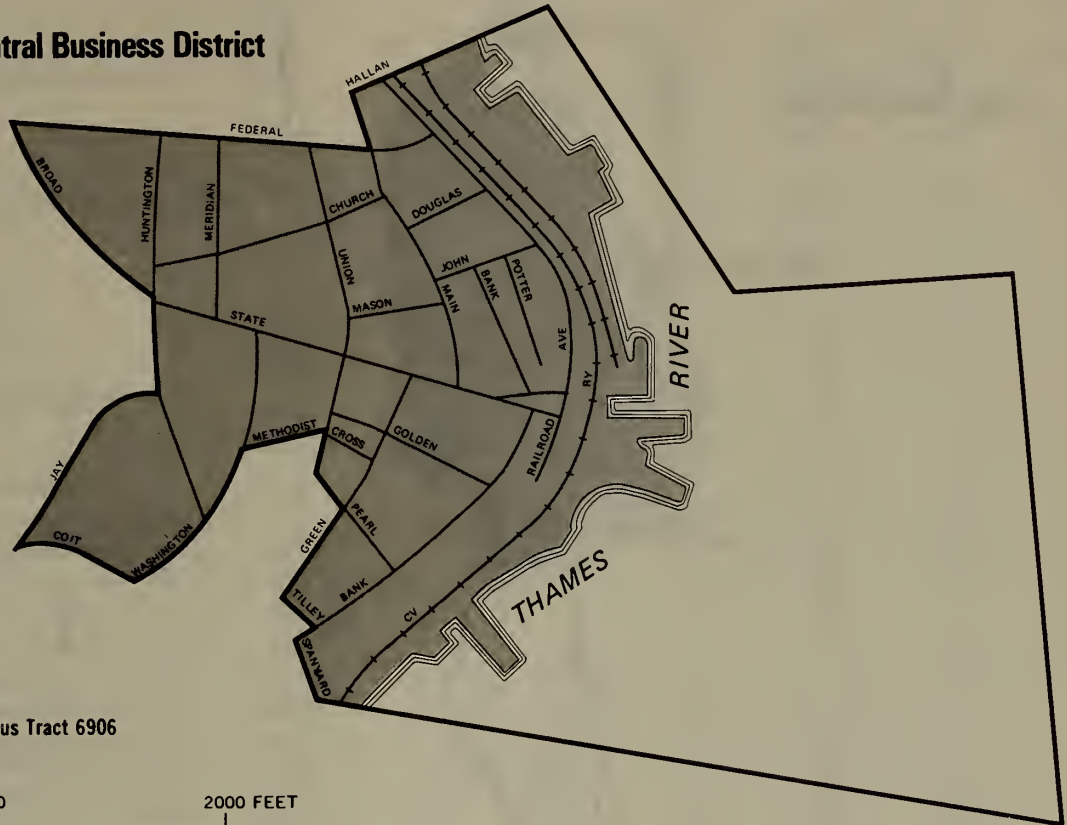 ntral Business District
HALLAN
FEDERAL
BROAD
HUNTINGTON
MERIDIAN
CHURCH
DOUGLAS
UNION
JOHN
BANK
POTTER
MAIN
MASON
STATE
AVE
RY
RIVER
METHODIST
CROSS
GOLDEN
RAILROAD
JAY
COIT
WASHINGTON
GREEN
PEARL
TILLEY
BANK
CV
THAMES
SPANYARD
us Tract 6906
0
2000 FEET